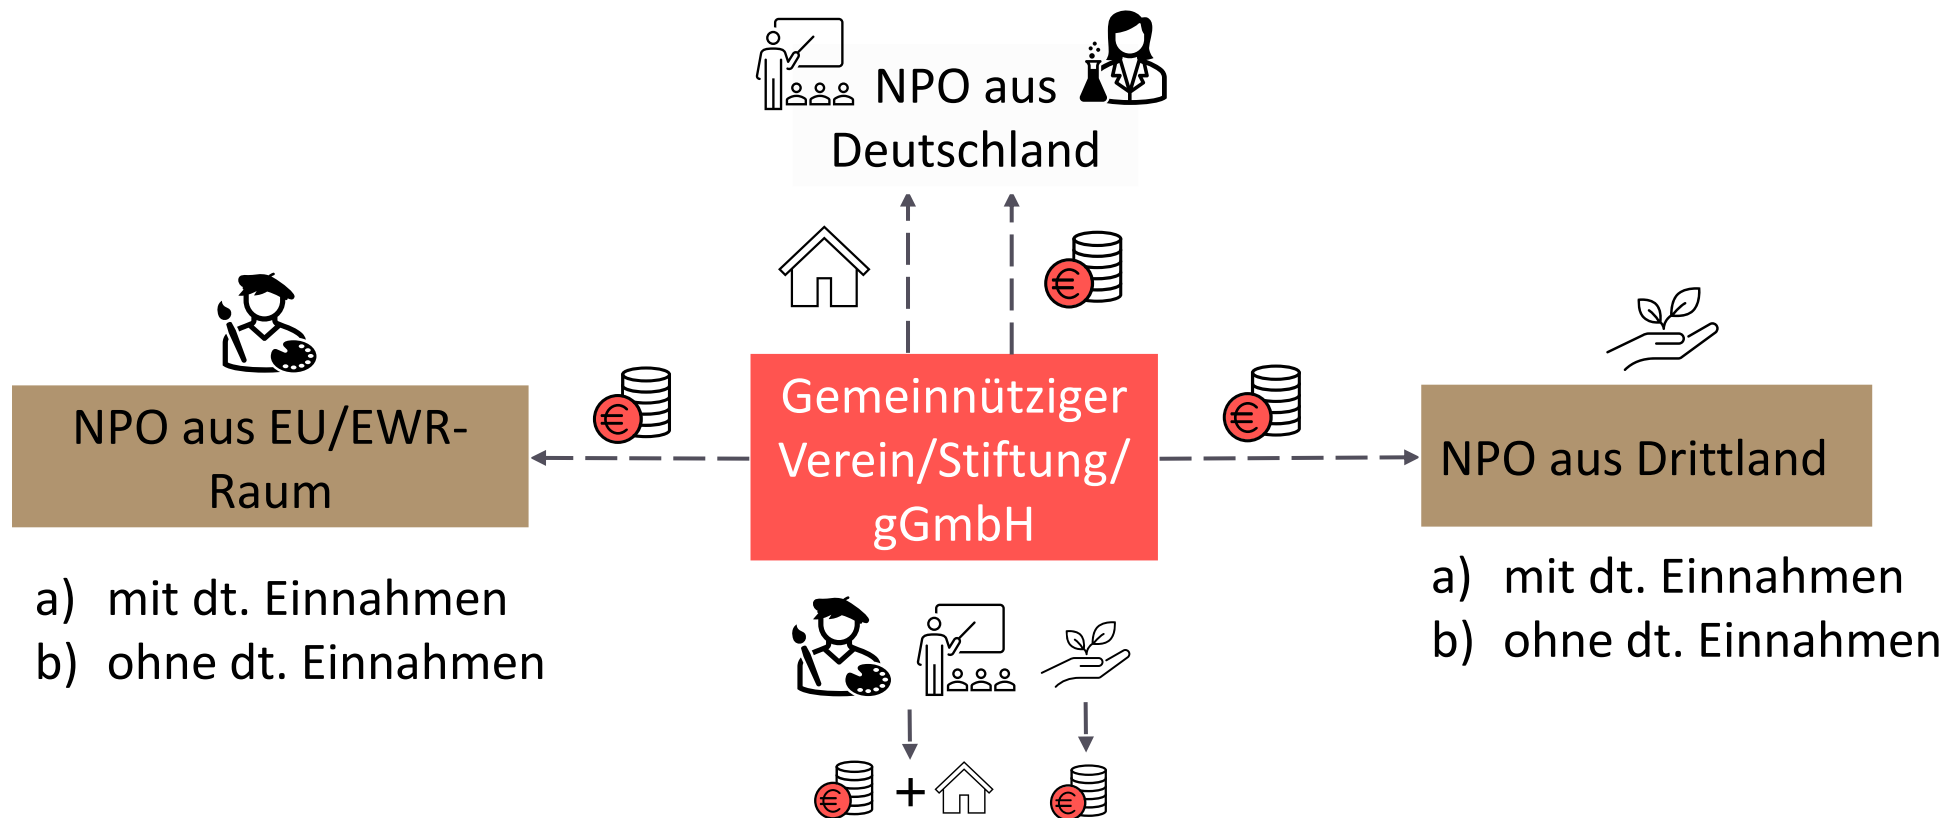 NPO aus
Deutschland
NPO aus EU/EWR-
Raum
a) mit dt. Einnahmen
b) ohne dt. Einnahmen
Gemeinnütziger
Verein/Stiftung/
gGmbH
+
NPO aus Drittland
a) mit dt. Einnahmen
b) ohne dt. Einnahmen